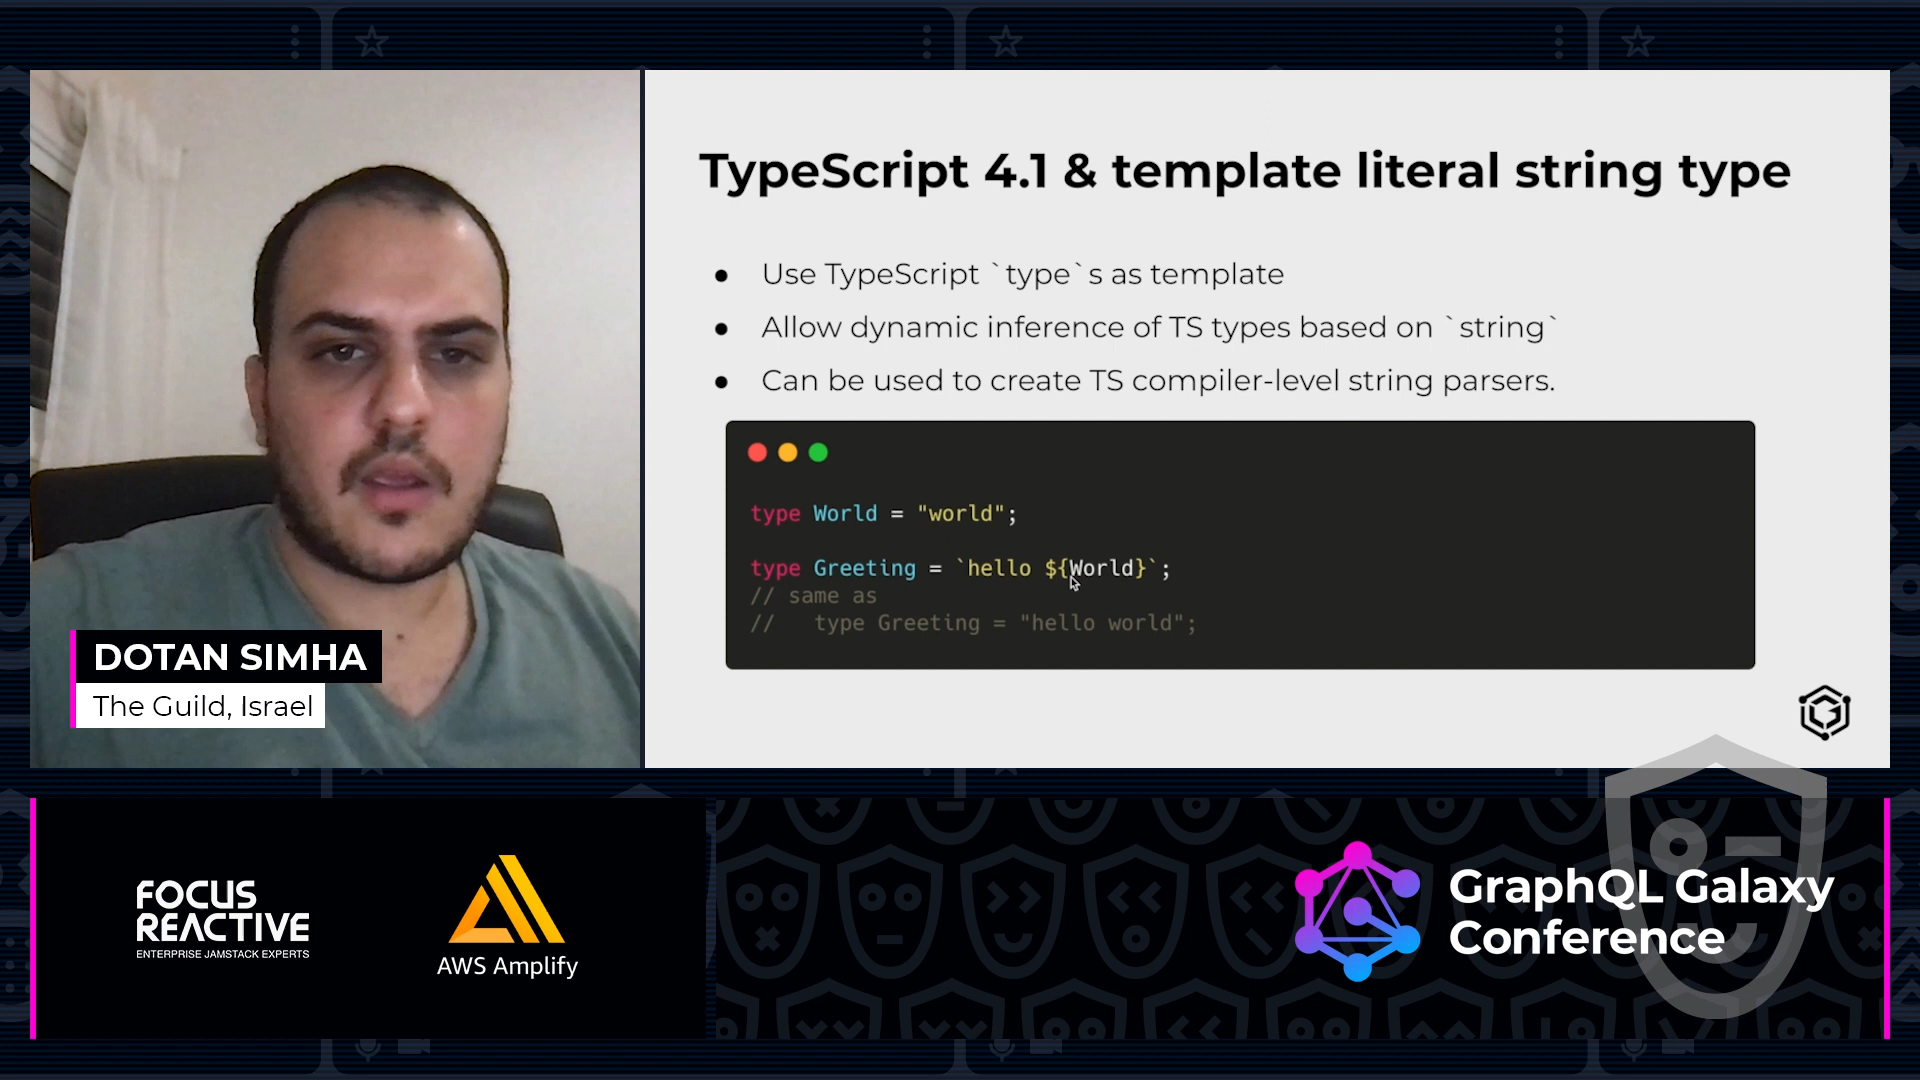 TypeScript 4.1 & template literal string type
● Use TypeScript `type`s as template
● Allow dynamic inference of TS types based on `string`
● Can be used to create TS compiler-level string parsers.
type World = "world";
type Greeting = `hello ${World}`;
// same as
//   type Greeting = "hello world";
DOTAN SIMHA
The Guild, Israel
FOCUS
REACTIVE
ENTERPRISE JAMSTACK EXPERTS
AWS Amplify
GraphQL Galaxy
Conference